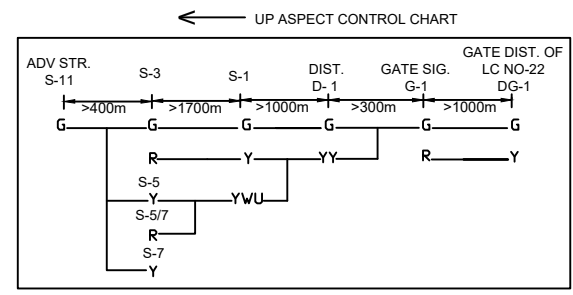 UP ASPECT CONTROL CHART
ADV STR. S-11 S-3 S-1 DIST. D- 1 GATE SIG. G-1 GATE DIST. OF LC NO-22 DG-1
>400m >1700m >1000m >300m >1000m
G G G G G G
R Y YY R Y
S-5
Y YWU
S-5/7
R
S-7
Y